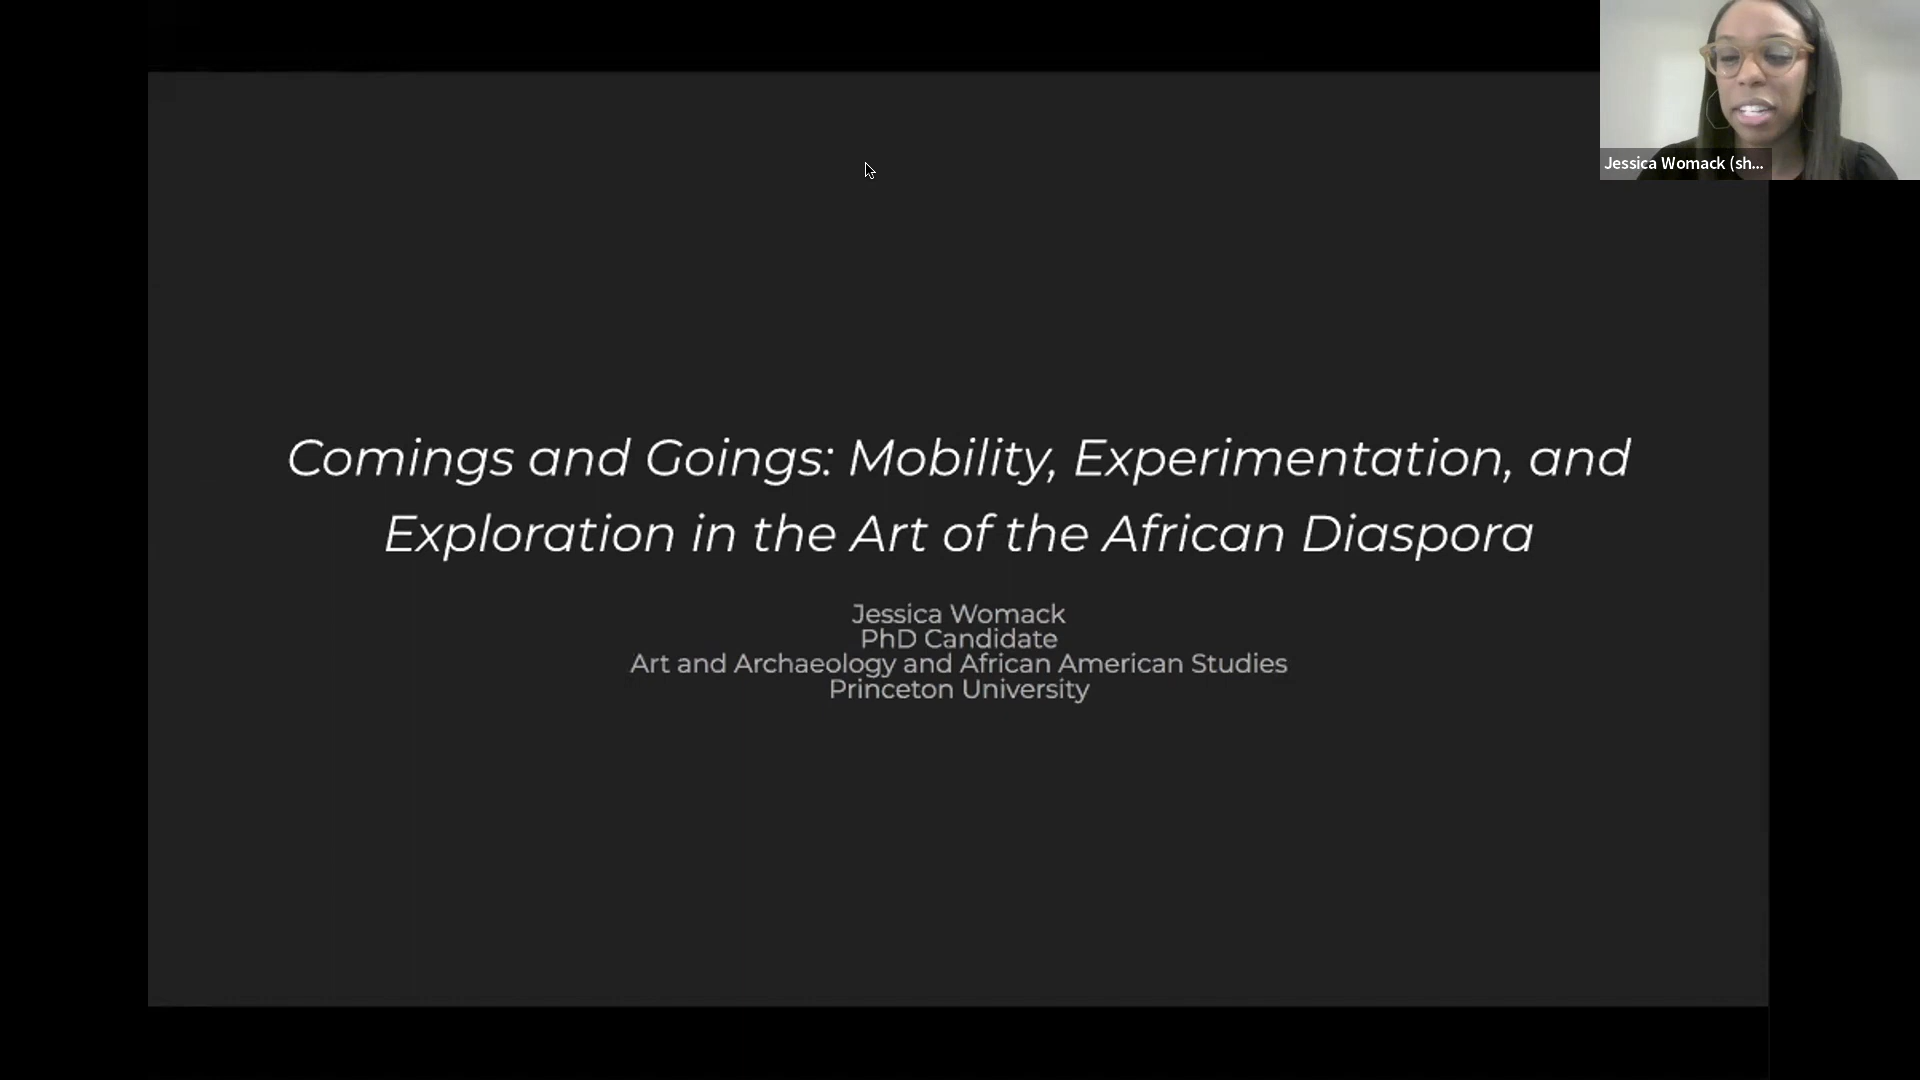 Jessica Womack (sh...
Comings and Goings: Mobility, Experimentation, and
Exploration in the Art of the African Diaspora
Jessica Womack
PhD Candidate
Art and Archaeology and African American Studies
Princeton University